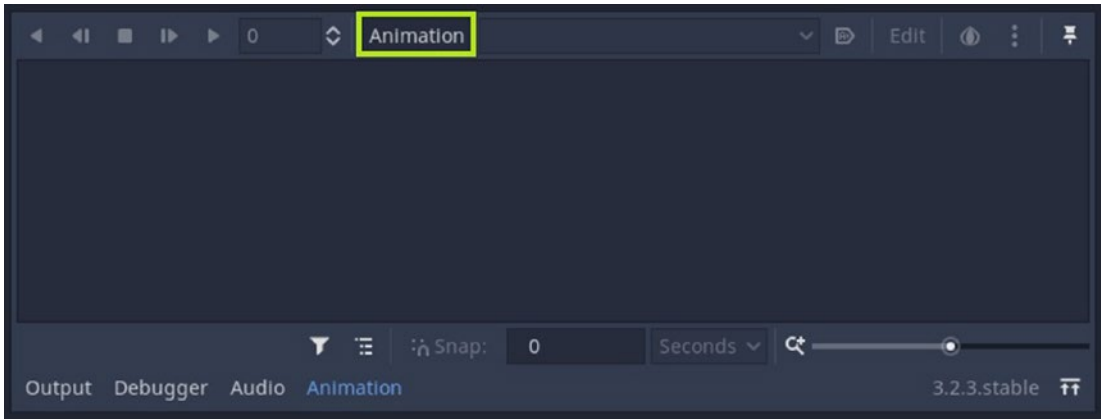 0 Animation Edit
Snap: 0 Seconds
Output Debugger Audio Animation 3.2.3.stable